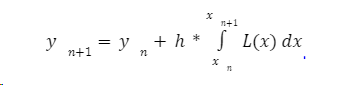 y n+1 = y n + h * ∫ x n x n+1 L(x) dx